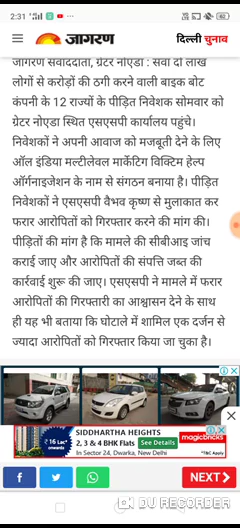 2:31
जागरण
दिल्ली चुनाव
जागरण संवाददाता, ग्रेटर नोएडा : सवा दो लाख
लोगों से करोड़ों की ठगी करने वाली बाइक बोट
कंपनी के 12 राज्यों के पीड़ित निवेशक सोमवार को
ग्रेटर नोएडा स्थित एसएसपी कार्यालय पहुंचे।
निवेशकों ने अपनी आवाज को मजबूती देने के लिए
ऑल इंडिया मल्टीलेवल मार्केटिंग विक्टिम हेल्प
ऑर्गनाइजेशन के नाम से संगठन बनाया है। पीड़ित
निवेशकों ने एसएसपी वैभव कृष्ण से मुलाकात कर
फरार आरोपितों को गिरफ्तार करने की मांग की।
पीड़ितों की मांग है कि मामले की सीबीआइ जांच
कराई जाए और आरोपितों की संपत्ति जब्त की
कार्रवाई शुरू की जाए। एसएसपी ने मामले में फरार
आरोपितों की गिरफ्तारी का आश्वासन देने के साथ
ही यह भी बताया कि घोटाले में शामिल एक दर्जन से
ज्यादा आरोपितों को गिरफ्तार किया जा चुका है।
₹ 16 Lac*
onwards
SIDDHARTHA HEIGHTS
2, 3 & 4 BHK Flats
See Details
In Sector 24, Dwarka, New Delhi
magicbricks
*T&C Apply
NEXT
DU RECORDER